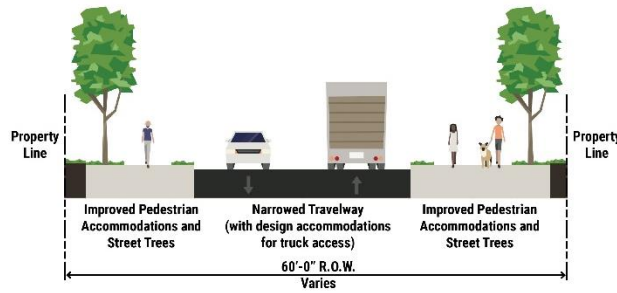 Property
Line
Property
Line
Improved Pedestrian
Accommodations and
Street Trees
Narrowed Travelway
(with design accommodations
for truck access)
Improved Pedestrian
Accommodations and
Street Trees
60'-0" R.O.W.
Varies